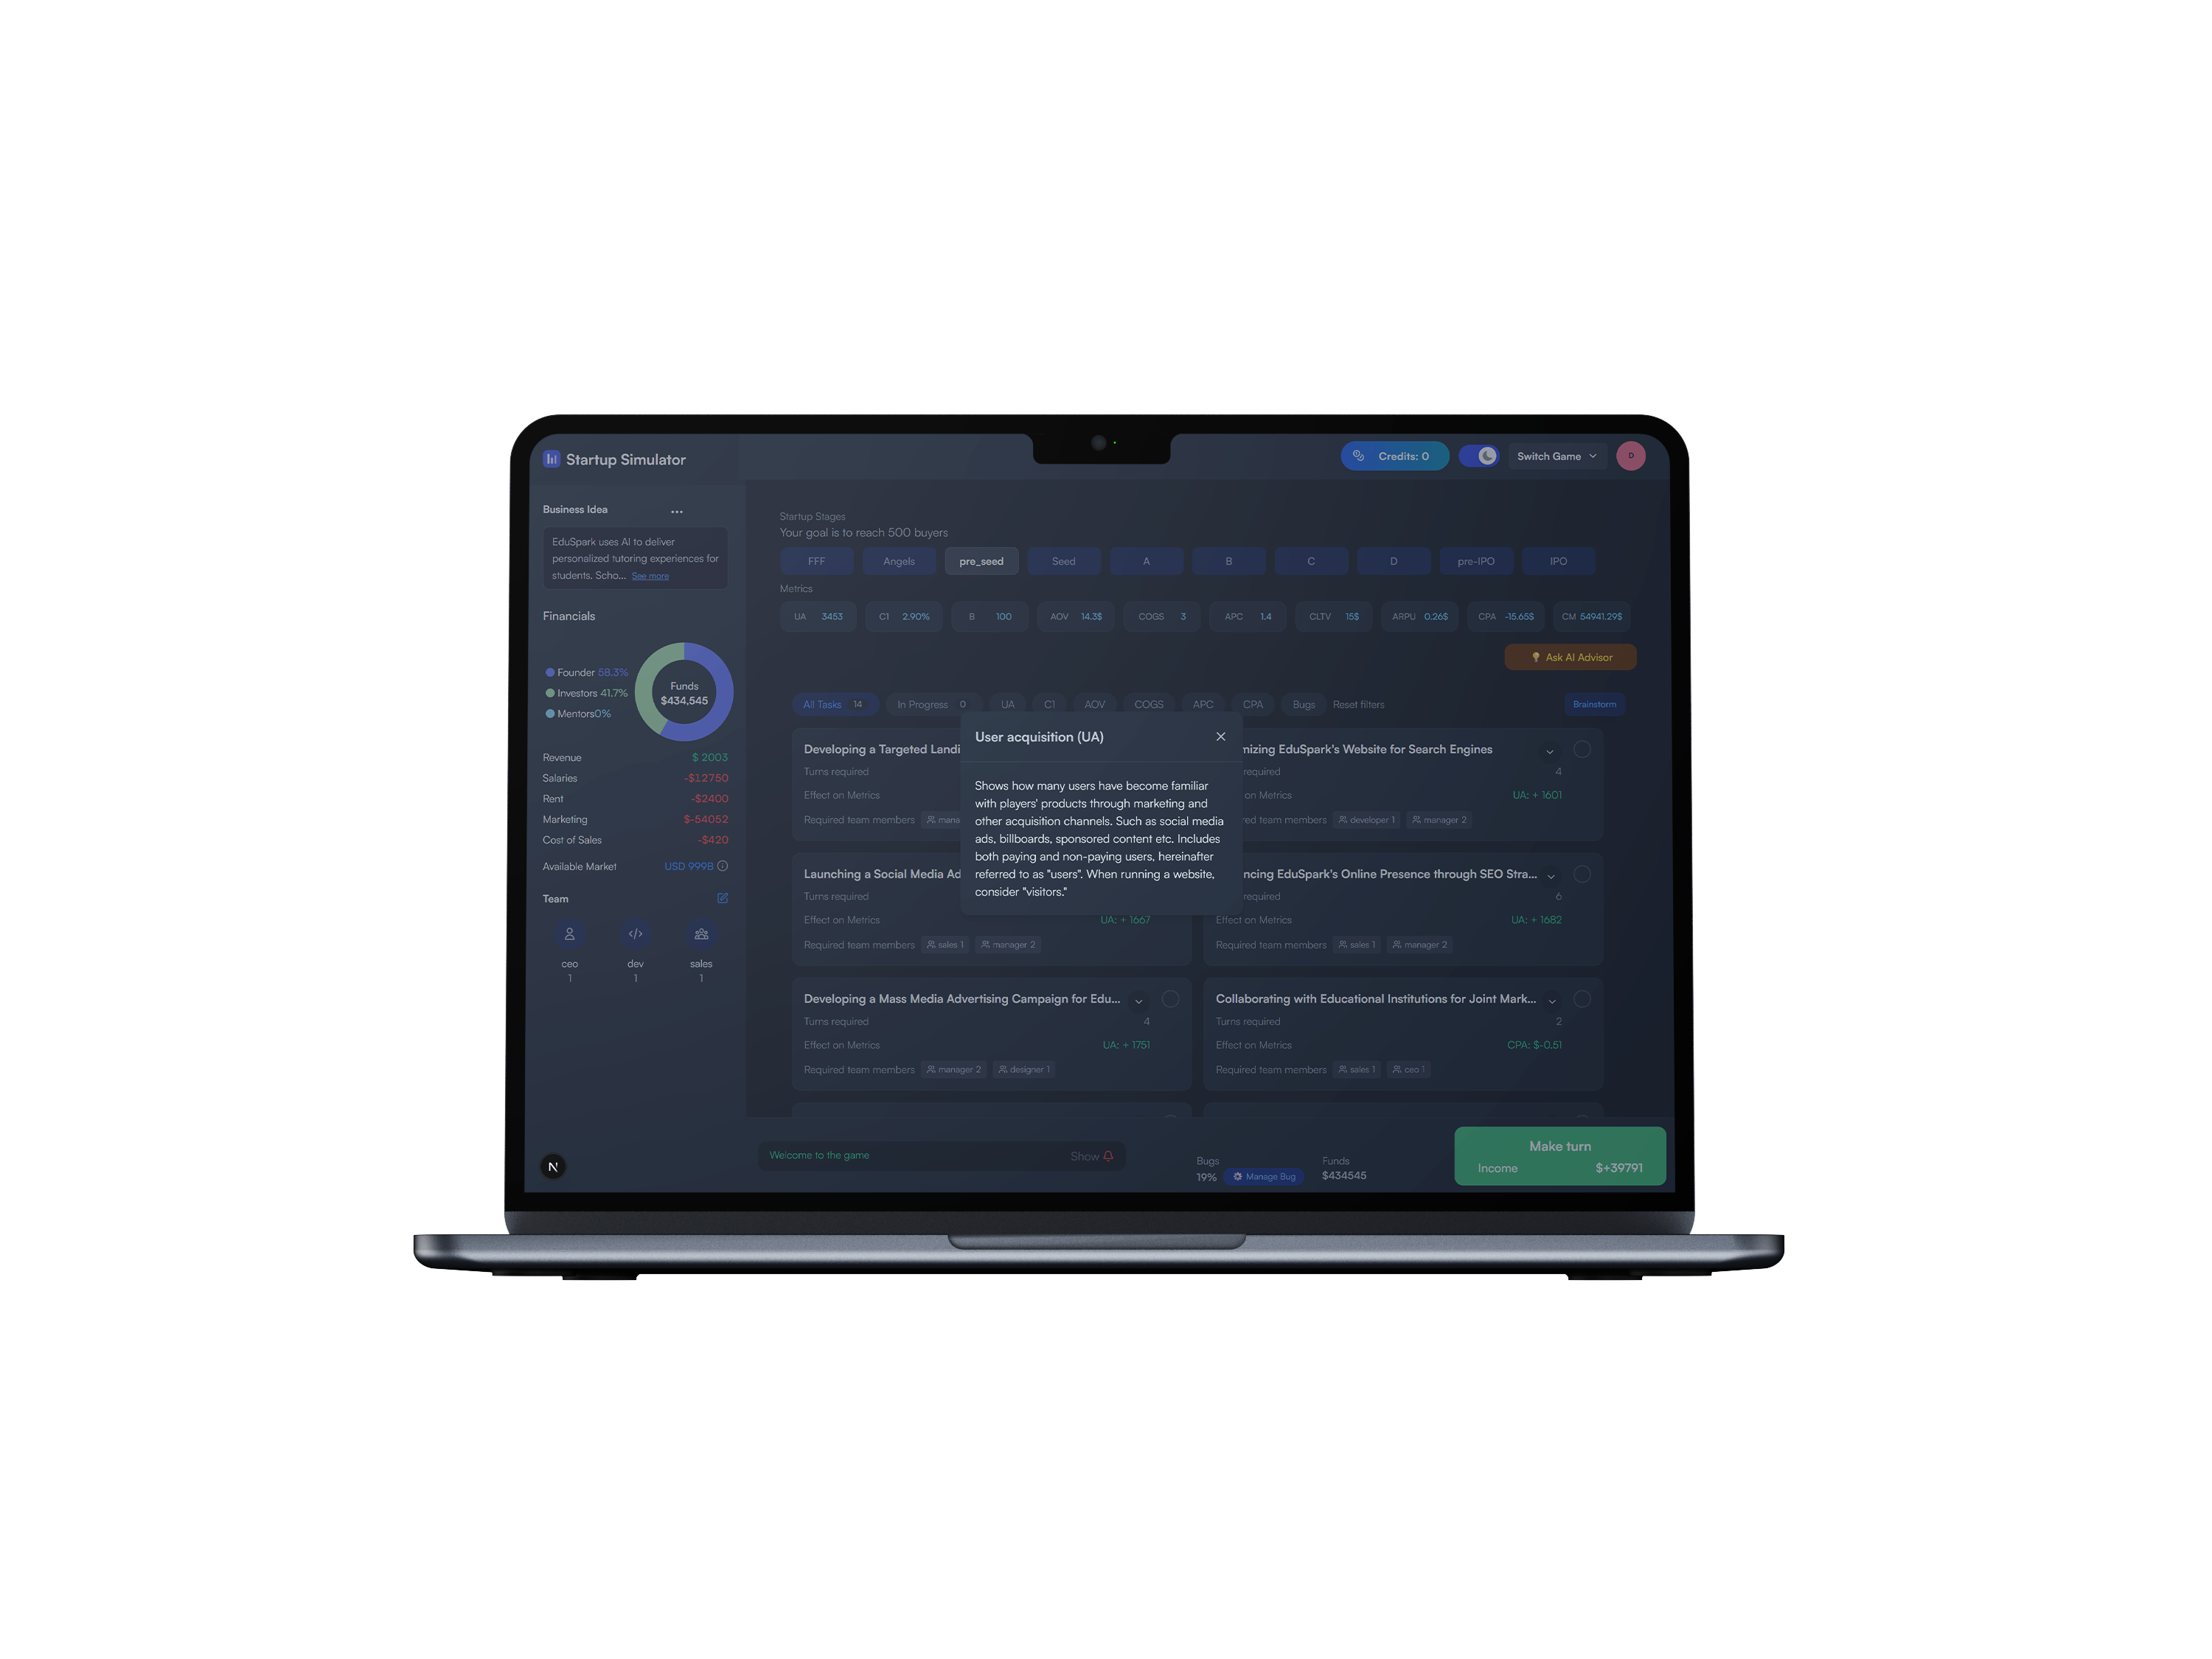 Startup Simulator
Credits: 0
Switch Game
D
Business Idea
...
EduSpark uses AI to deliver
personalized tutoring experiences for
students. Scho... See more
Financials
Founder 58.3%
Investors 41.7%
Mentors0%
Funds
$434,545
Revenue $ 2003
Salaries -$12750
Rent -$2400
Marketing $-54052
Cost of Sales -$420
Available Market USD 999B
Team
ceo dev sales
1 1 1
N
Startup Stages
Your goal is to reach 500 buyers
FFF Angels pre_seed Seed A B C D pre-IPO IPO
Metrics
UA 3453 C1 2.90% B 100 AOV 14.3$ COGS 3 APC 1.4 CLTV 15$ ARPU 0.26$ CPA -15.65$ CM 54941.29$
Ask AI Advisor
All Tasks 14 In Progress 0 UA C1 AOV COGS APC CPA Bugs Reset filters Brainstorm
User acquisition (UA)
Shows how many users have become familiar
with players' products through marketing and
other acquisition channels. Such as social media
ads, billboards, sponsored content etc. Includes
both paying and non-paying users, hereinafter
referred to as "users". When running a website,
consider "visitors."
Developing a Targeted Landi
Turns required
Effect on Metrics
Required team members mana
mizing EduSpark's Website for Search Engines
required 4
on Metrics UA: + 1601
red team members developer 1 manager 2
Launching a Social Media Ad
Turns required
Effect on Metrics UA: + 1667
Required team members sales 1 manager 2
ncing EduSpark's Online Presence through SEO Stra...
required 6
Effect on Metrics UA: + 1682
Required team members sales 1 manager 2
Developing a Mass Media Advertising Campaign for Edu...
Turns required 4
Effect on Metrics UA: + 1751
Required team members manager 2 designer 1
Collaborating with Educational Institutions for Joint Mark...
Turns required 2
Effect on Metrics CPA: $-0.51
Required team members sales 1 ceo 1
Welcome to the game Show
Bugs
19% Manage Bug
Funds
$434545
Make turn
Income $+39791